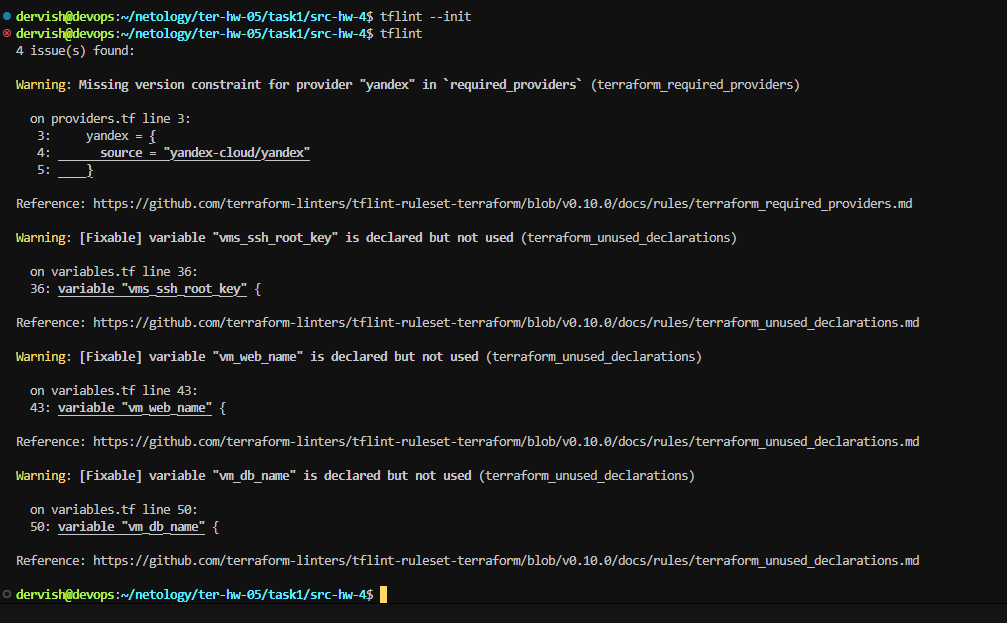 dervish@devops:~/netology/ter-hw-05/task1/src-hw-4$ tflint --init
dervish@devops:~/netology/ter-hw-05/task1/src-hw-4$ tflint
4 issue(s) found:
Warning: Missing version constraint for provider "yandex" in `required_providers` (terraform_required_providers)
on providers.tf line 3:
3: yandex = {
4: source = "yandex-cloud/yandex"
5: }
Reference: https://github.com/terraform-linters/tflint-ruleset-terraform/blob/v0.10.0/docs/rules/terraform_required_providers.md
Warning: [Fixable] variable "vms_ssh_root_key" is declared but not used (terraform_unused_declarations)
on variables.tf line 36:
36: variable "vms_ssh_root_key" {
Reference: https://github.com/terraform-linters/tflint-ruleset-terraform/blob/v0.10.0/docs/rules/terraform_unused_declarations.md
Warning: [Fixable] variable "vm_web_name" is declared but not used (terraform_unused_declarations)
on variables.tf line 43:
43: variable "vm_web_name" {
Reference: https://github.com/terraform-linters/tflint-ruleset-terraform/blob/v0.10.0/docs/rules/terraform_unused_declarations.md
Warning: [Fixable] variable "vm_db_name" is declared but not used (terraform_unused_declarations)
on variables.tf line 50:
50: variable "vm_db_name" {
Reference: https://github.com/terraform-linters/tflint-ruleset-terraform/blob/v0.10.0/docs/rules/terraform_unused_declarations.md
dervish@devops:~/netology/ter-hw-05/task1/src-hw-4$